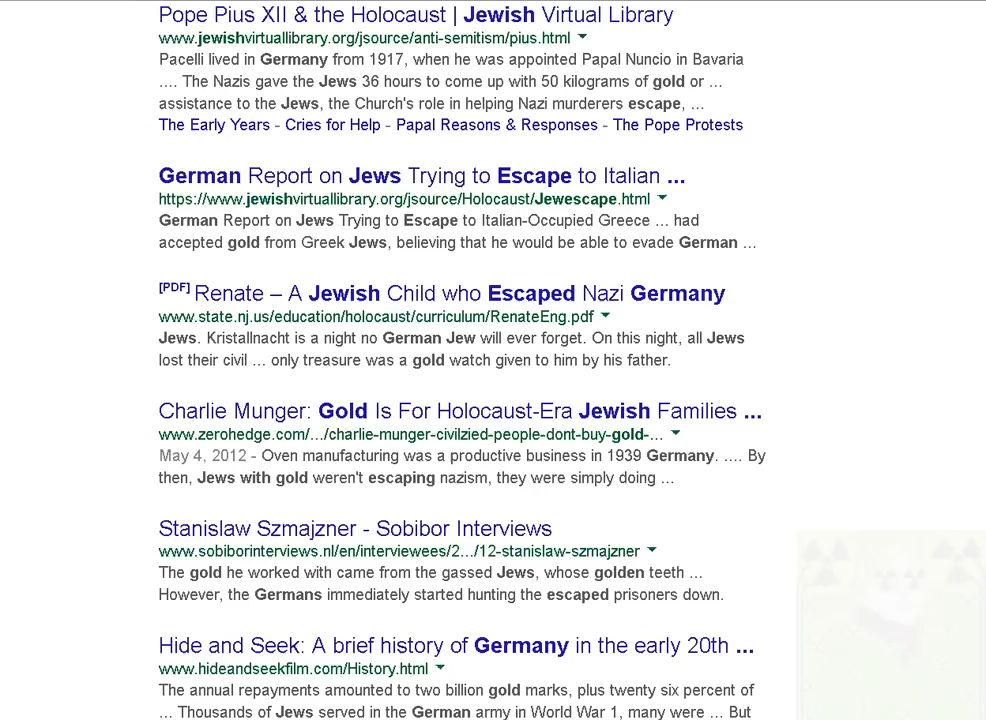 Pope Pius XII & the Holocaust | Jewish Virtual Library
www.jewishvirtuallibrary.org/jsource/anti-semitism/pius.html
Pacelli lived in Germany from 1917, when he was appointed Papal Nuncio in Bavaria
.... The Nazis gave the Jews 36 hours to come up with 50 kilograms of gold or ...
assistance to the Jews, the Church's role in helping Nazi murderers escape, ...
The Early Years - Cries for Help - Papal Reasons & Responses - The Pope Protests
German Report on Jews Trying to Escape to Italian ...
https://www.jewishvirtuallibrary.org/jsource/Holocaust/Jewescape.html
German Report on Jews Trying to Escape to Italian-Occupied Greece ... had
accepted gold from Greek Jews, believing that he would be able to evade German ...
[PDF] Renate – A Jewish Child who Escaped Nazi Germany
www.state.nj.us/education/holocaust/curriculum/RenateEng.pdf
Jews. Kristallnacht is a night no German Jew will ever forget. On this night, all Jews
lost their civil ... only treasure was a gold watch given to him by his father.
Charlie Munger: Gold Is For Holocaust-Era Jewish Families ...
www.zerohedge.com/.../charlie-munger-civilzied-people-dont-buy-gold-...
May 4, 2012 - Oven manufacturing was a productive business in 1939 Germany. .... By
then, Jews with gold weren't escaping nazism, they were simply doing ...
Stanislaw Szmajzner - Sobibor Interviews
www.sobiborinterviews.nl/en/interviewees/2.../12-stanislaw-szmajzner
The gold he worked with came from the gassed Jews, whose golden teeth ...
However, the Germans immediately started hunting the escaped prisoners down.
Hide and Seek: A brief history of Germany in the early 20th ...
www.hideandseekfilm.com/History.html
The annual repayments amounted to two billion gold marks, plus twenty six percent of
... Thousands of Jews served in the German army in World War 1, many were ... But